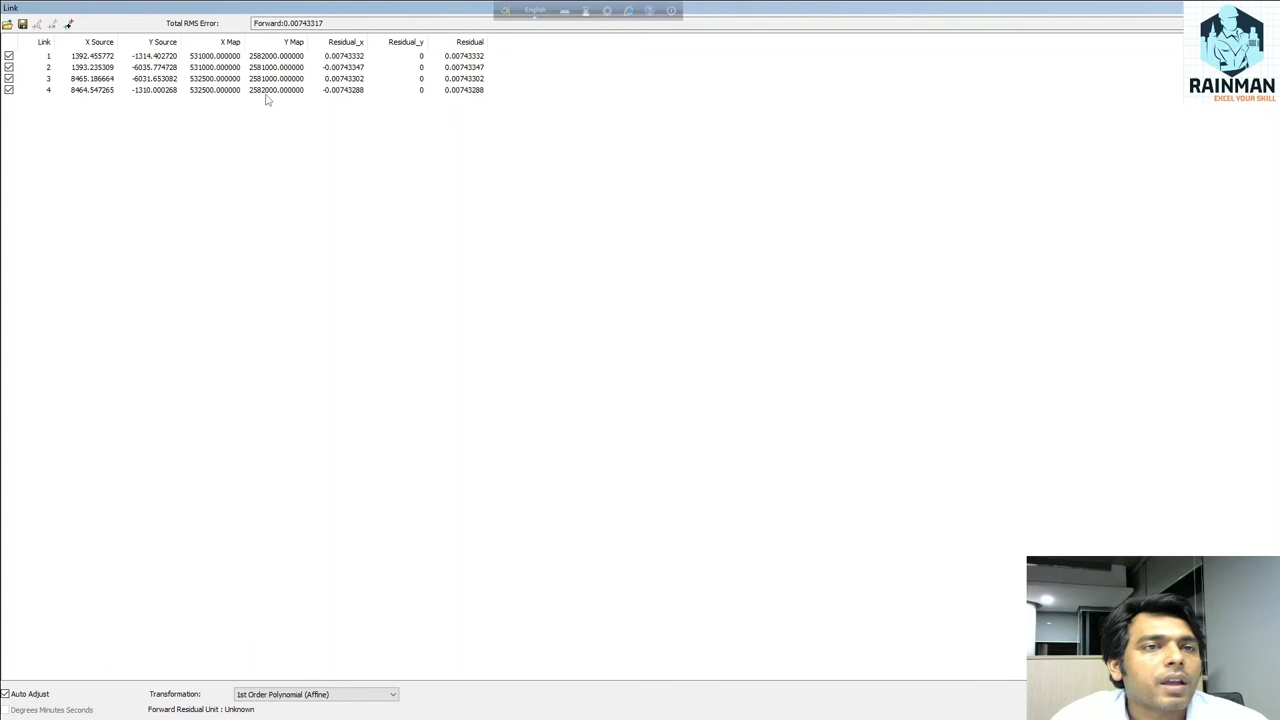 Link
English
Total RMS Error: Forward:0.00743317
Link X Source Y Source X Map Y Map Residual_x Residual_y Residual
1 1392.455772 -1314.402720 531000.000000 2582000.000000 0.00743332 0 0.00743332
2 1393.235309 -6035.774728 531000.000000 2581000.000000 -0.00743347 0 0.00743347
3 8465.186664 -6031.653082 532500.000000 2581000.000000 0.00743302 0 0.00743302
4 8464.547265 -1310.000268 532500.000000 2582000.000000 -0.00743288 0 0.00743288
RAINMAN
EXCEL YOUR SKILL
Auto Adjust Transformation: 1st Order Polynomial (Affine)
Degrees Minutes Seconds Forward Residual Unit : Unknown